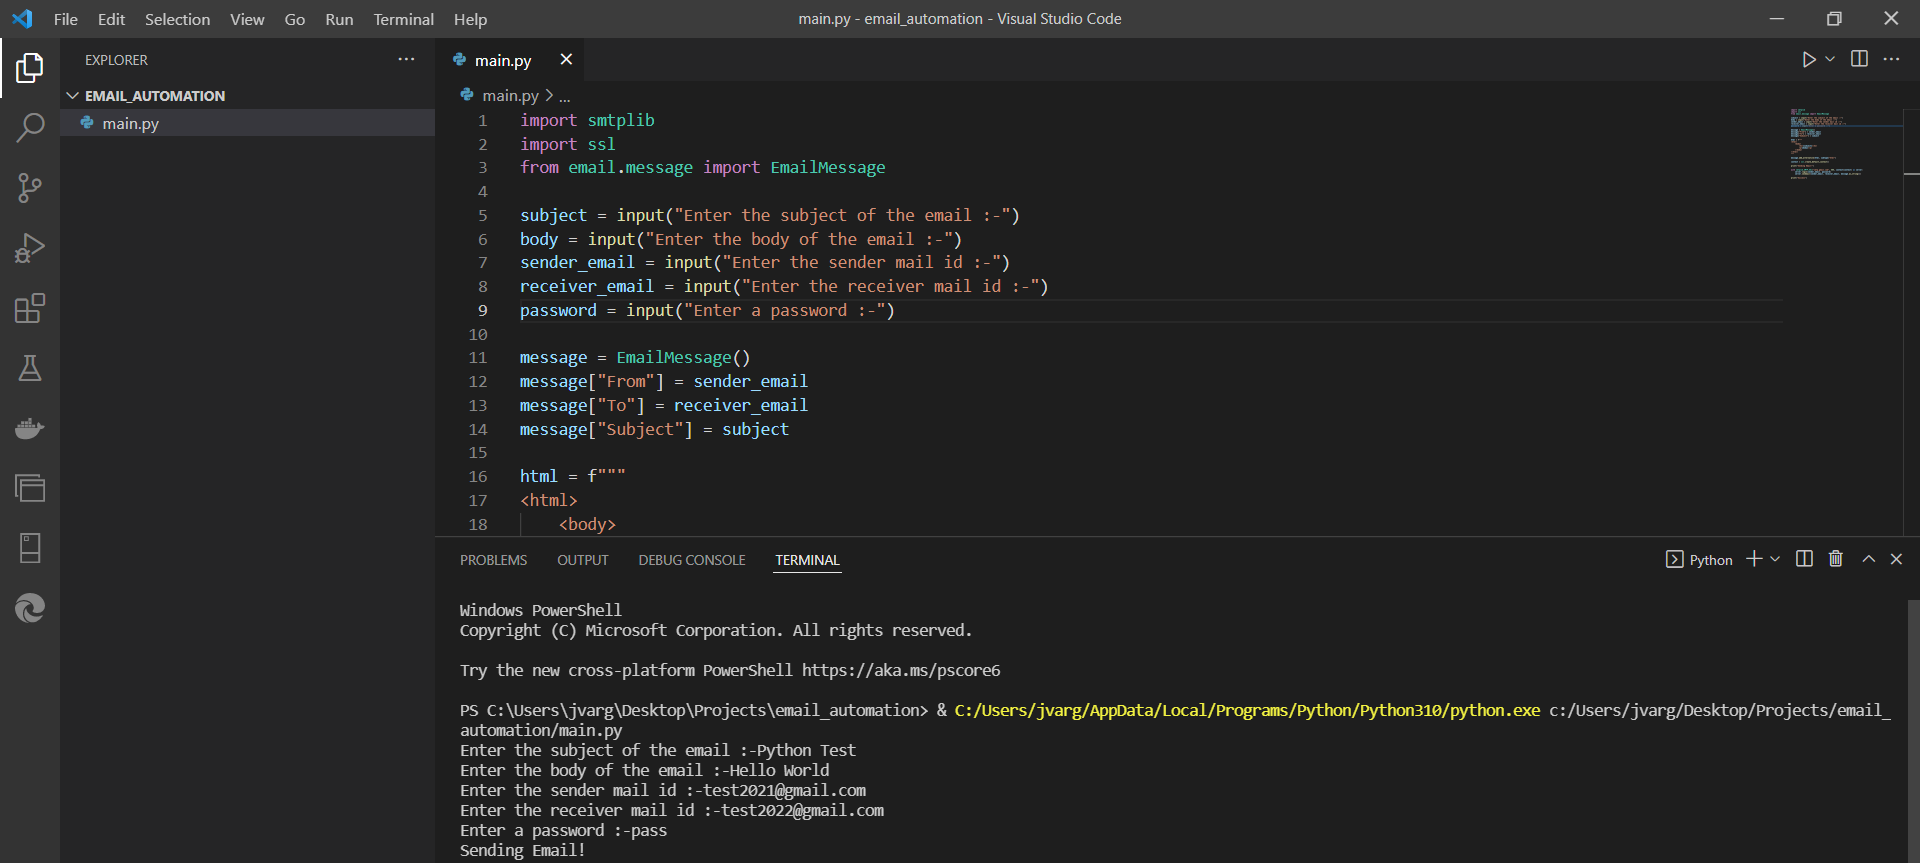 File Edit Selection View Go Run Terminal Help
main.py - email_automation - Visual Studio Code
EXPLORER
EMAIL_AUTOMATION
main.py
main.py
main.py > ...
1 import smtplib
2 import ssl
3 from email.message import EmailMessage
4
5 subject = input("Enter the subject of the email :-")
6 body = input("Enter the body of the email :-")
7 sender_email = input("Enter the sender mail id :-")
8 receiver_email = input("Enter the receiver mail id :-")
9 password = input("Enter a password :-")
10
11 message = EmailMessage()
12 message["From"] = sender_email
13 message["To"] = receiver_email
14 message["Subject"] = subject
15
16 html = f"""
17 <html>
18 <body>
PROBLEMS OUTPUT DEBUG CONSOLE TERMINAL
Python
Windows PowerShell
Copyright (C) Microsoft Corporation. All rights reserved.
Try the new cross-platform PowerShell https://aka.ms/pscore6
PS C:\Users\jvarg\Desktop\Projects\email_automation> & C:/Users/jvarg/AppData/Local/Programs/Python/Python310/python.exe c:/Users/jvarg/Desktop/Projects/email_
automation/main.py
Enter the subject of the email :-Python Test
Enter the body of the email :-Hello World
Enter the sender mail id :-test2021@gmail.com
Enter the receiver mail id :-test2022@gmail.com
Enter a password :-pass
Sending Email!